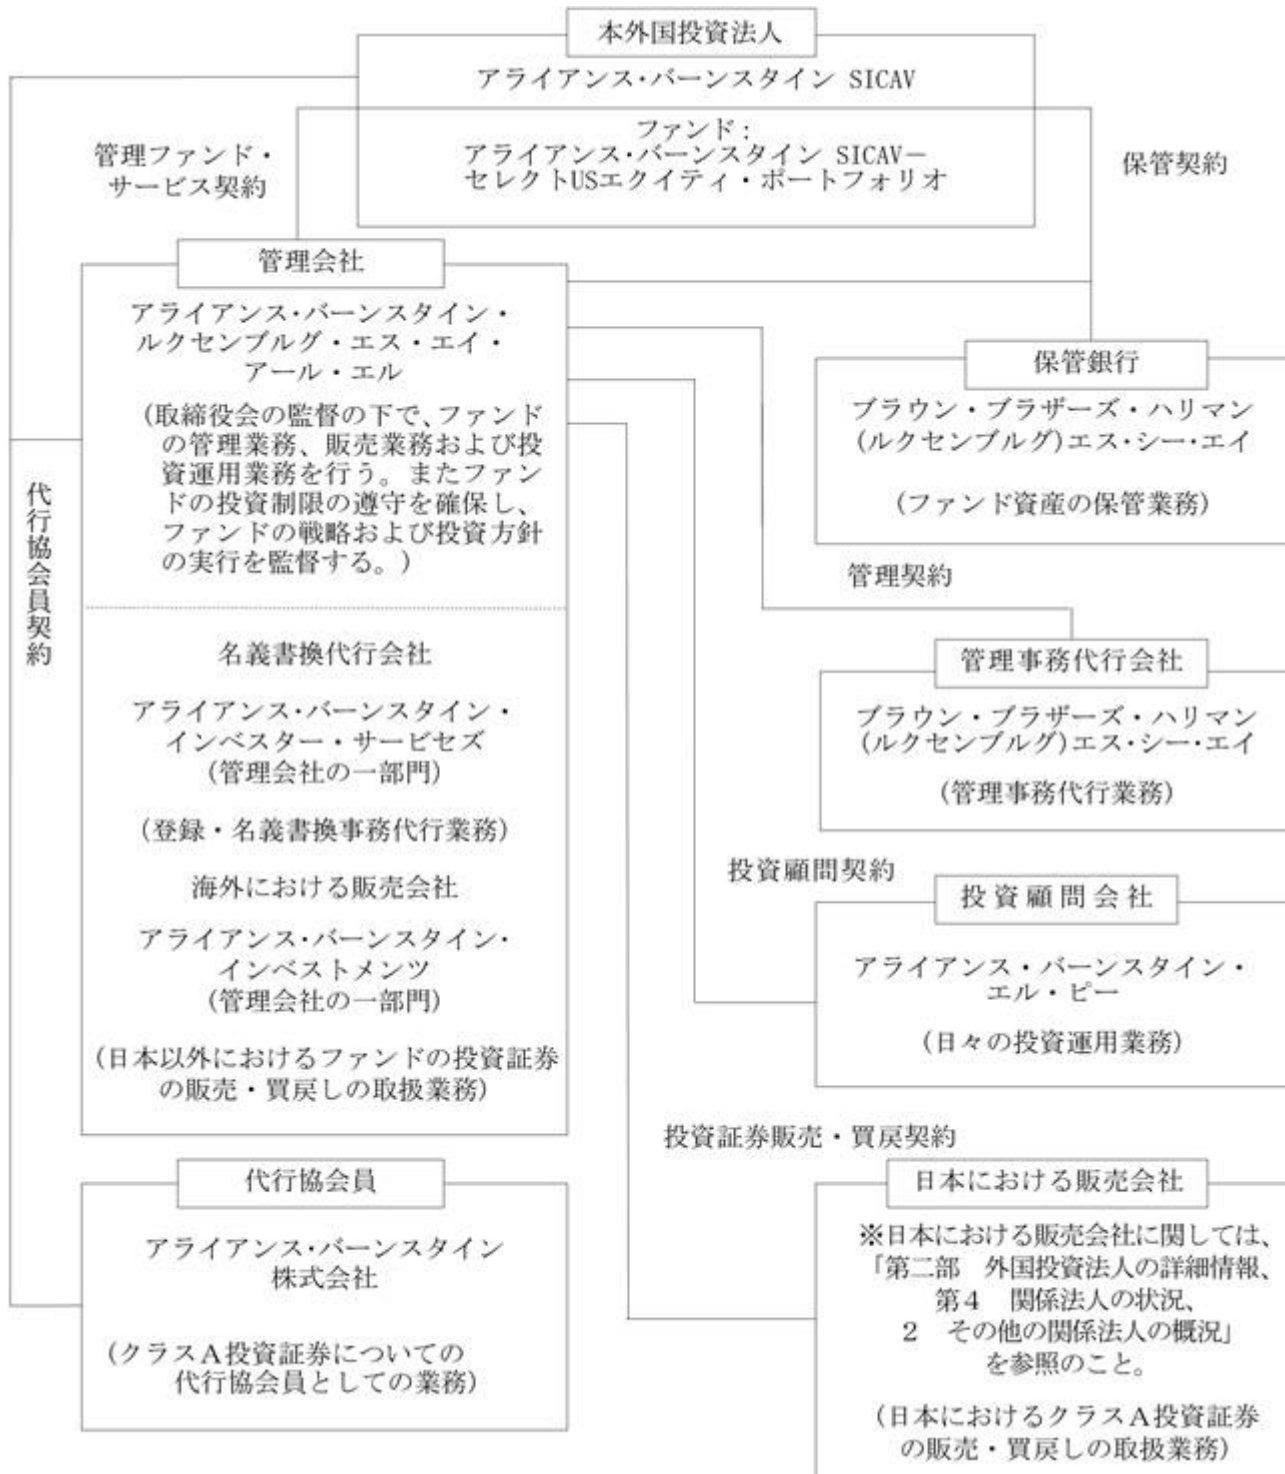 本外国投資法人
アライアンス・バーンスタイン SICAV
ファンド：
アライアンス・バーンスタイン SICAV－
セレクトUSエクイティ・ポートフォリオ
管理ファンド・
サービス契約
保管契約
管理会社
アライアンス・バーンスタイン・
ルクセンブルグ・エス・エイ・
アール・エル
(取締役会の監督の下で、ファンド
の管理業務、販売業務および投
資運用業務を行う。またファン
ドの投資制限の遵守を確保し、
ファンドの戦略および投資方針
の実行を監督する。)
名義書換代行会社
アライアンス・バーンスタイン・
インベスター・サービセズ
(管理会社の一部門)
(登録・名義書換事務代行業務)
海外における販売会社
アライアンス・バーンスタイン・
インベストメンツ
(管理会社の一部門)
(日本以外におけるファンドの投資証券
の販売・買戻しの取扱業務)
代行協会員契約
代行協会員
アライアンス・バーンスタイン
株式会社
(クラスＡ投資証券についての
代行協会員としての業務)
保管銀行
ブラウン・ブラザーズ・ハリマン
(ルクセンブルグ)エス・シー・エイ
(ファンド資産の保管業務)
管理契約
管理事務代行会社
ブラウン・ブラザーズ・ハリマン
(ルクセンブルグ)エス・シー・エイ
(管理事務代行業務)
投資顧問契約
投資顧問会社
アライアンス・バーンスタイン・
エル・ピー
(日々の投資運用業務)
投資証券販売・買戻契約
日本における販売会社
※日本における販売会社に関しては、
「第二部　外国投資法人の詳細情報、
第４　関係法人の状況、
２　その他の関係法人の概況」
を参照のこと。
(日本におけるクラスＡ投資証券
の販売・買戻しの取扱業務)